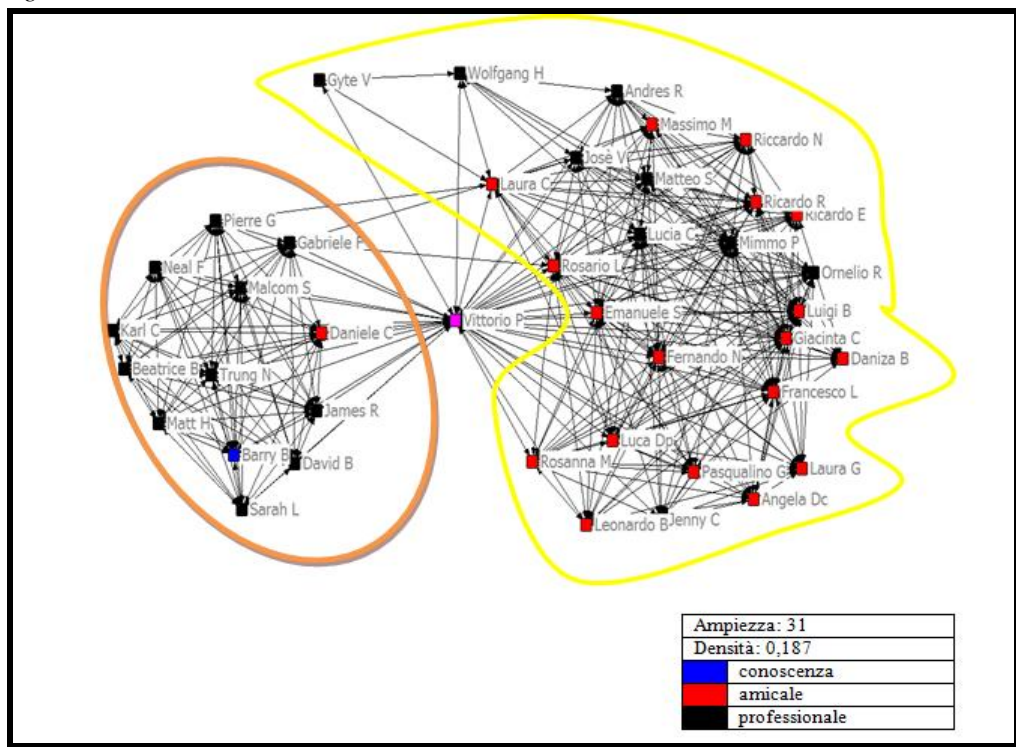 Gyte V
Wolfgang H
Andres R
Massimo M
Riccardo N
Josè V
Laura C
Matteo S
Ricardo R
Ricardo E
Pierre G
Gabriele F
Lucia C
Mimmo P
Neal F
Rosario L
Ornelio R
Malcom S
Vittorio P
Emanuele S
Luigi B
Karl C
Daniele C
Giacinta C
Fernando N
Daniza B
Beatrice B
Trung N
Francesco L
Matt H
James R
Luca Dp
Barry B
David B
Rosanna M
Pasqualino G
Laura G
Angela Dc
Sarah L
Leonardo B
Jenny C
Ampiezza: 31
Densità: 0,187
conoscenza
amicale
professionale